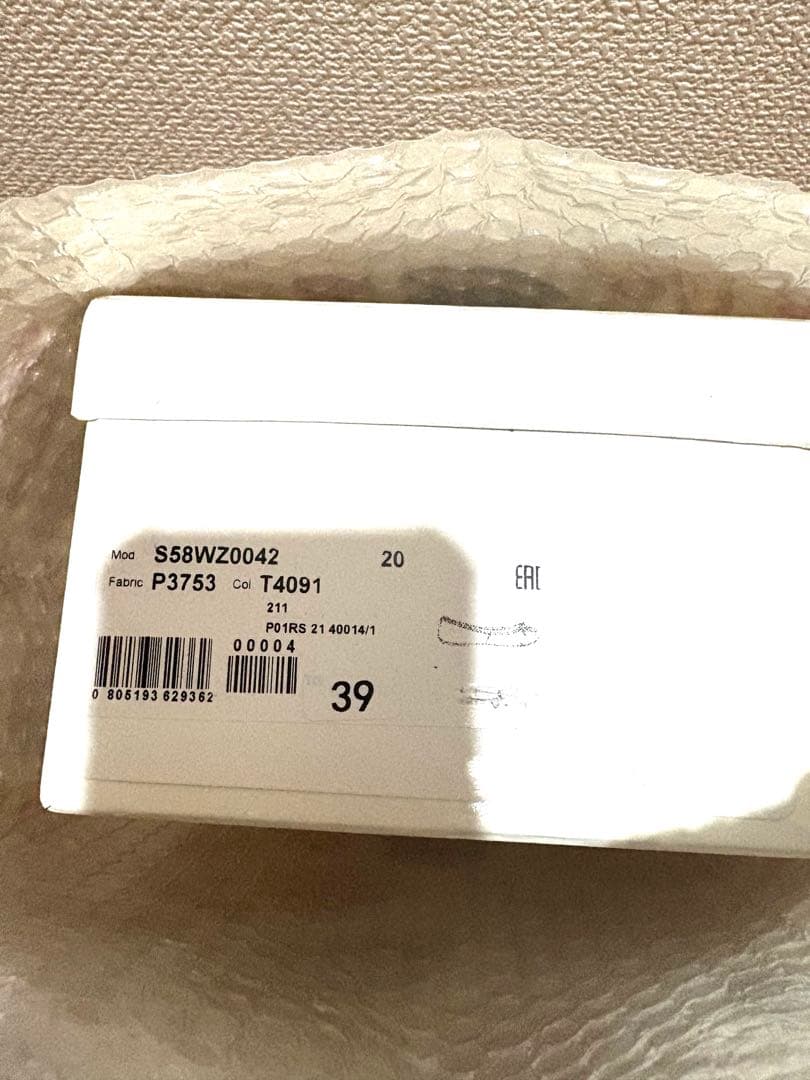 Mod S58WZ0042 20
Fabric P3753 Col T4091
211
P01RS 21 40014/1
00004
0 805193 629362
39
EAC